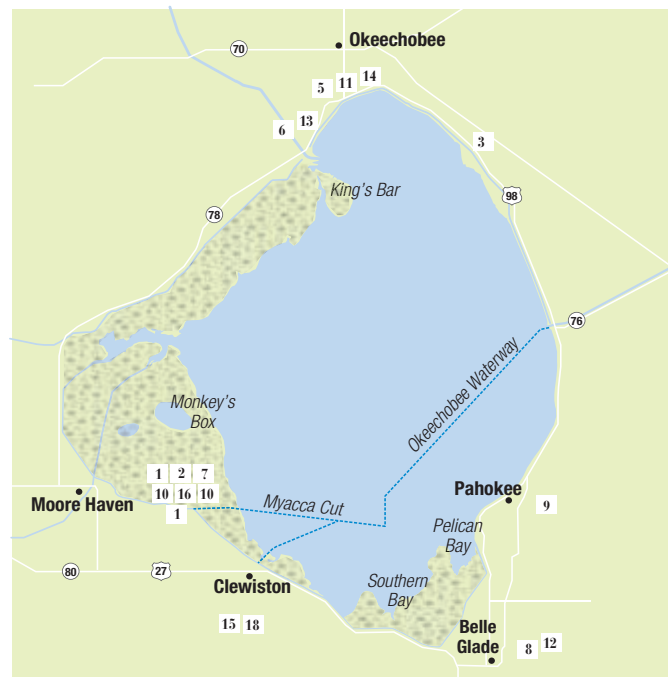 Okeechobee
70
5 11 14
6 13
3
King's Bar
98
78
76
Okeechobee Waterway
Monkey's
Box
1 2 7
10 16 10
1
Moore Haven
Myacca Cut
Pahokee
9
Pelican
Bay
80
27
Clewiston
Southern
Bay
15 18
Belle
Glade
8 12